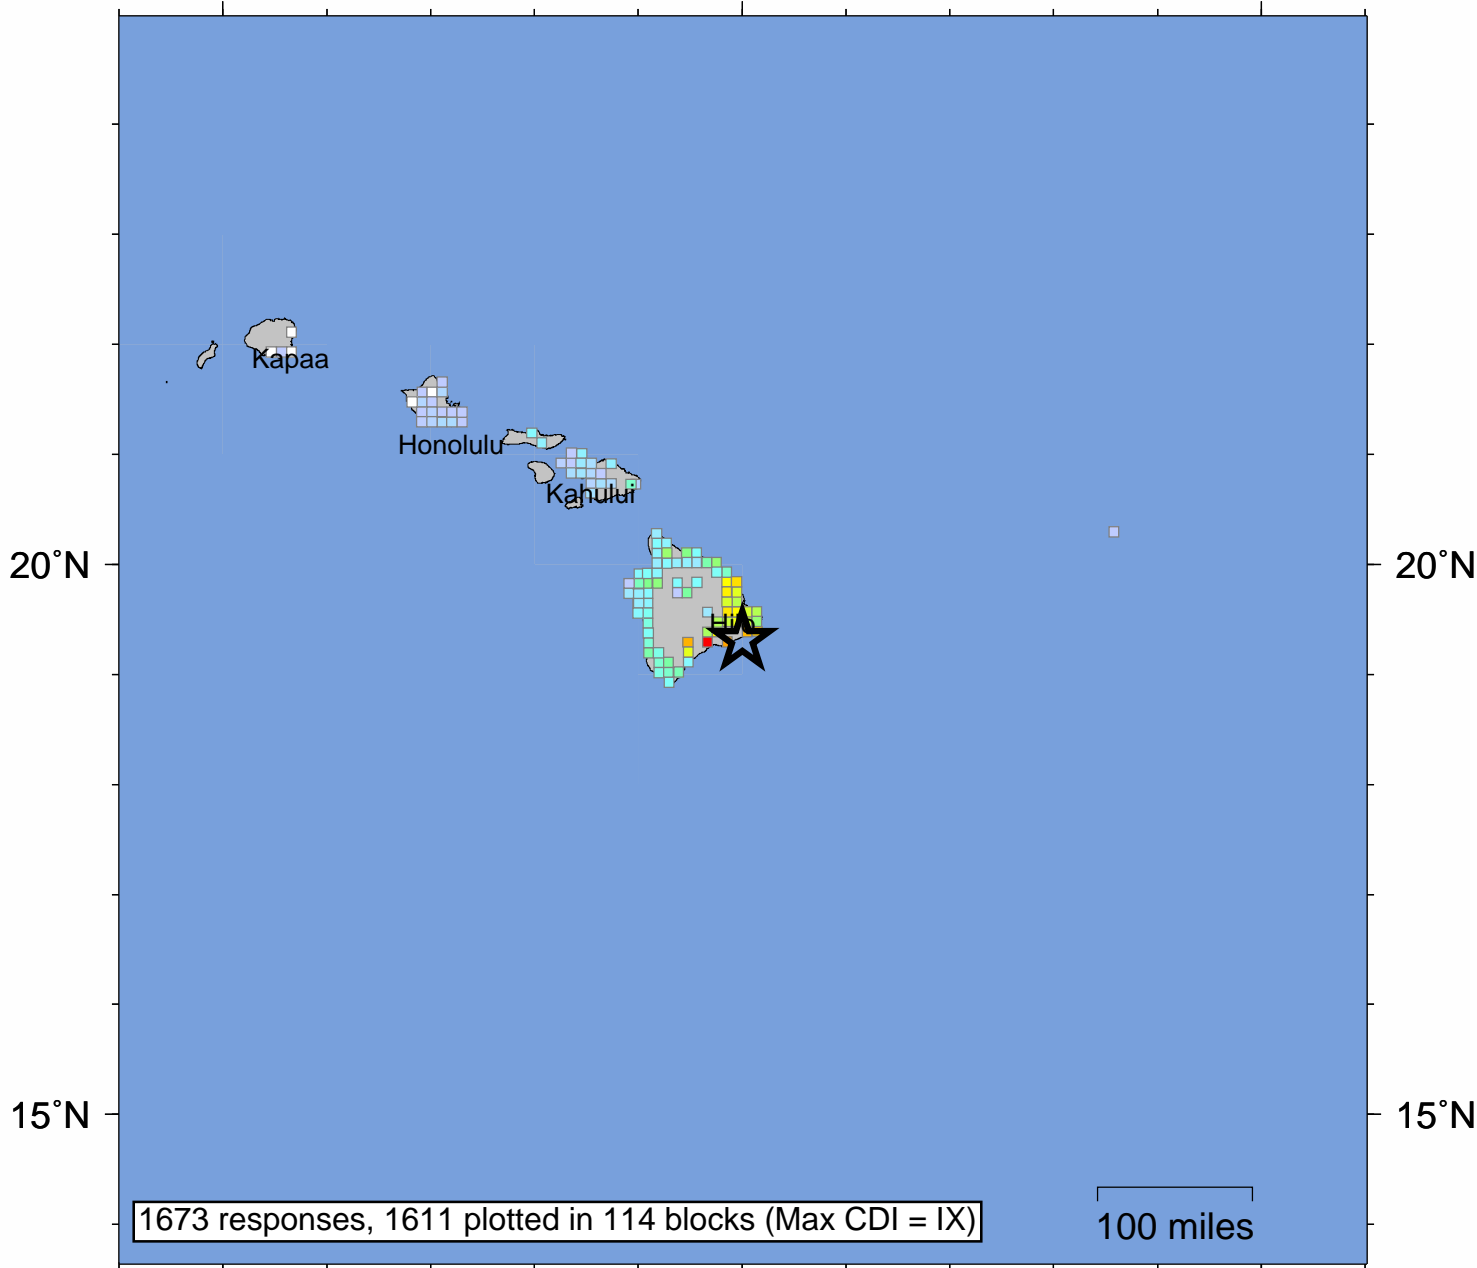 Kapaa
Honolulu
Kahului
20˚N
20˚N
Hilo
15˚N
15˚N
1673 responses, 1611 plotted in 114 blocks (Max CDI = IX)
100 miles